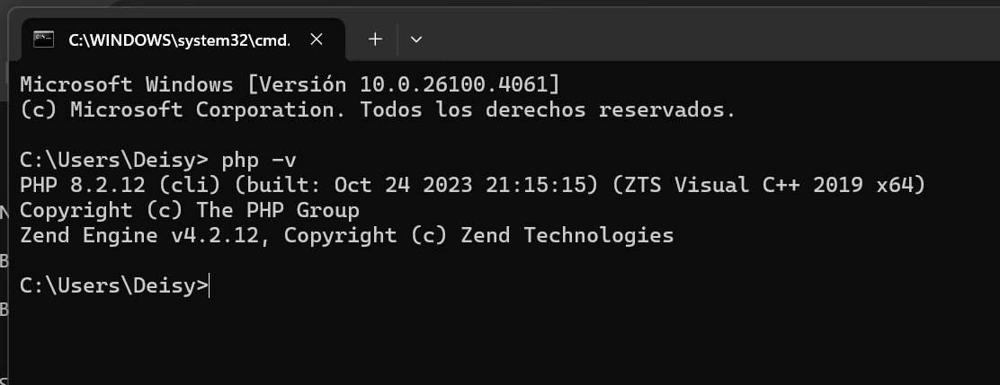 C:\WINDOWS\system32\cmd.
Microsoft Windows [Versión 10.0.26100.4061]
(c) Microsoft Corporation. Todos los derechos reservados.
C:\Users\Deisy> php -v
PHP 8.2.12 (cli) (built: Oct 24 2023 21:15:15) (ZTS Visual C++ 2019 x64)
Copyright (c) The PHP Group
Zend Engine v4.2.12, Copyright (c) Zend Technologies
C:\Users\Deisy>